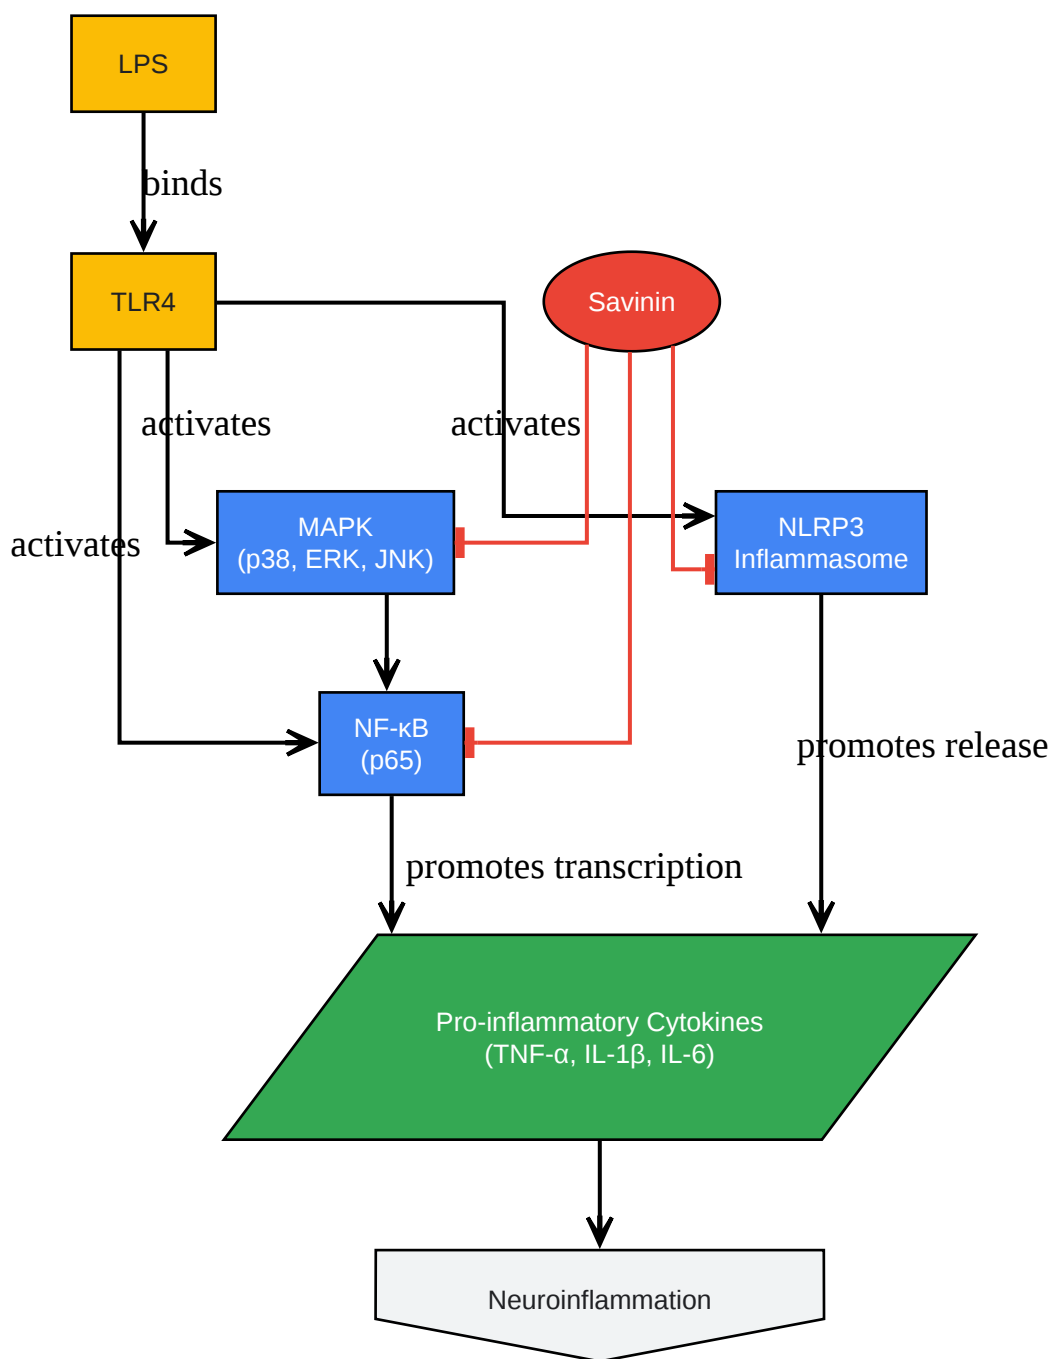 LPS
binds
TLR4
Savinin
activates
activates
activates
MAPK
(p38, ERK, JNK)
NLRP3
Inflammasome
NF-κB
(p65)
promotes release
promotes transcription
Pro-inflammatory Cytokines
(TNF-α, IL-1β, IL-6)
Neuroinflammation